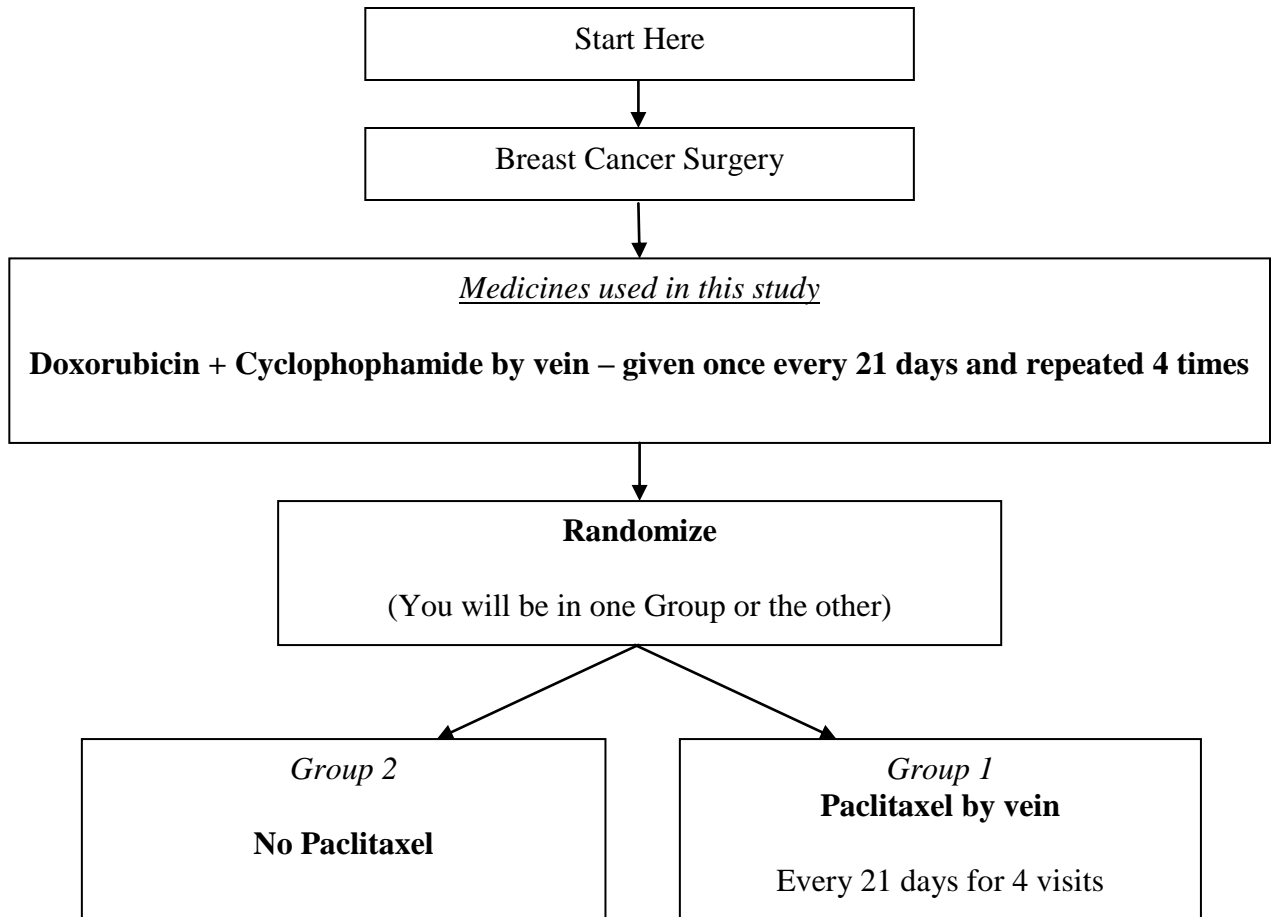 Start Here
Breast Cancer Surgery
Medicines used in this study
Doxorubicin + Cyclophophamide by vein – given once every 21 days and repeated 4 times
Randomize
(You will be in one Group or the other)
Group 2
No Paclitaxel
Group 1
Paclitaxel by vein
Every 21 days for 4 visits